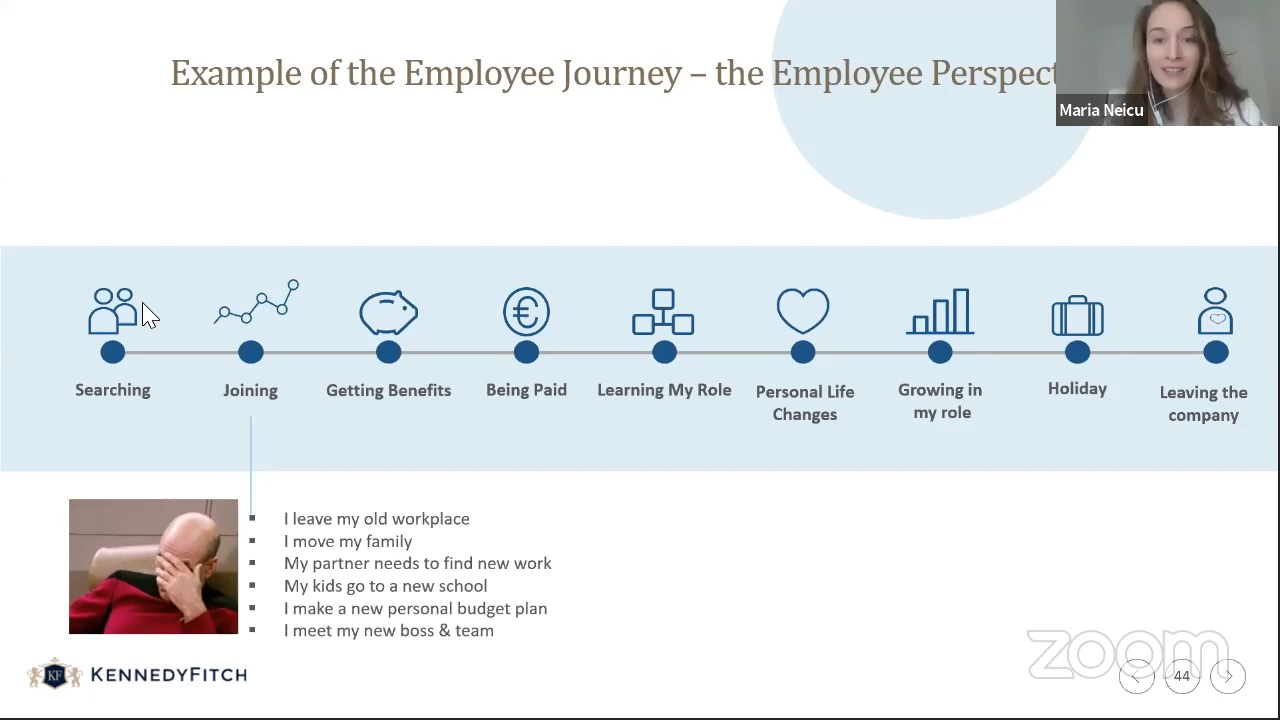 Example of the Employee Journey – the Employee Perspect
Maria Neicu
Searching
Joining
Getting Benefits
Being Paid
Learning My Role
Personal Life
Changes
Growing in
my role
Holiday
Leaving the
company
▪ I leave my old workplace
▪ I move my family
▪ My partner needs to find new work
▪ My kids go to a new school
▪ I make a new personal budget plan
▪ I meet my new boss & team
KF KENNEDYFITCH
zoom
44